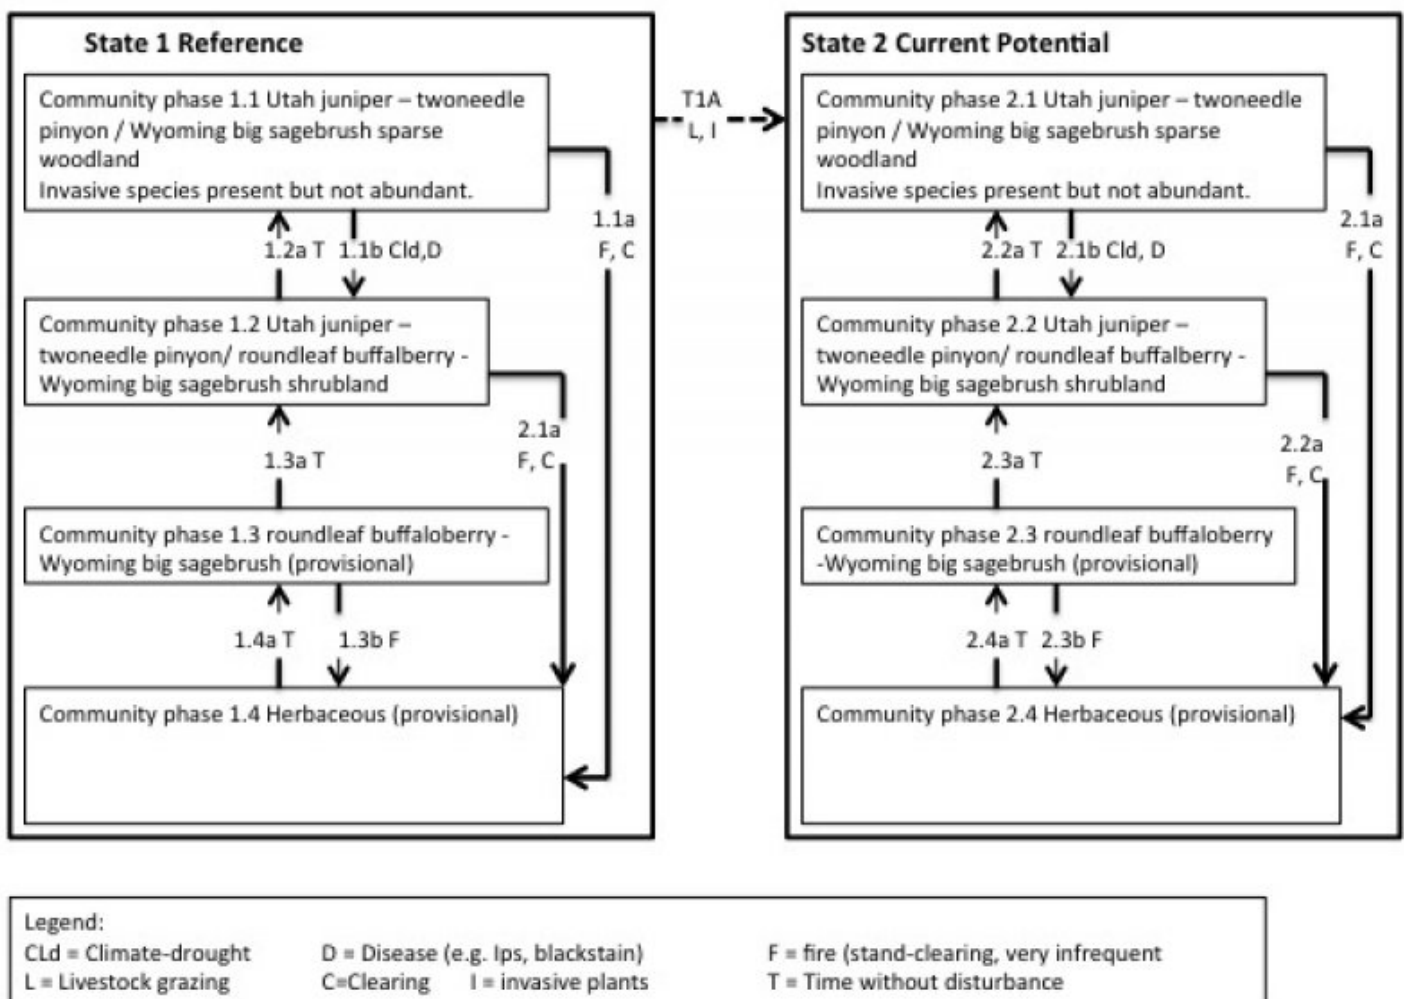 State 1 Reference
Community phase 1.1 Utah juniper – twoneedle
pinyon / Wyoming big sagebrush sparse
woodland
Invasive species present but not abundant.
1.1a
F, C
1.2a T
1.1b Cld,D
Community phase 1.2 Utah juniper –
twoneedle pinyon/ roundleaf buffalberry -
Wyoming big sagebrush shrubland
2.1a
F, C
1.3a T
Community phase 1.3 roundleaf buffaloberry -
Wyoming big sagebrush (provisional)
1.4a T
1.3b F
Community phase 1.4 Herbaceous (provisional)
T1A
L, I
State 2 Current Potential
Community phase 2.1 Utah juniper – twoneedle
pinyon / Wyoming big sagebrush sparse
woodland
Invasive species present but not abundant.
2.1a
F, C
2.2a T
2.1b Cld, D
Community phase 2.2 Utah juniper –
twoneedle pinyon/ roundleaf buffalberry -
Wyoming big sagebrush shrubland
2.2a
F, C
2.3a T
Community phase 2.3 roundleaf buffaloberry
-Wyoming big sagebrush (provisional)
2.4a T
2.3b F
Community phase 2.4 Herbaceous (provisional)
Legend:
CLd = Climate-drought
D = Disease (e.g. Ips, blackstain)
F = fire (stand-clearing, very infrequent
L = Livestock grazing
C=Clearing
I = invasive plants
T = Time without disturbance